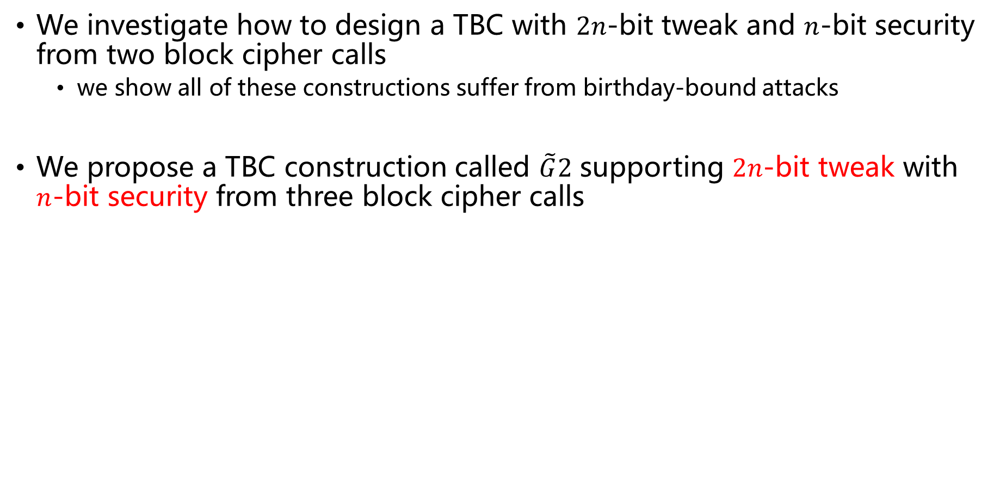 • We investigate how to design a TBC with 2n-bit tweak and n-bit security
from two block cipher calls
• we show all of these constructions suffer from birthday-bound attacks
• We propose a TBC construction called G̃2 supporting 2n-bit tweak with
n-bit security from three block cipher calls